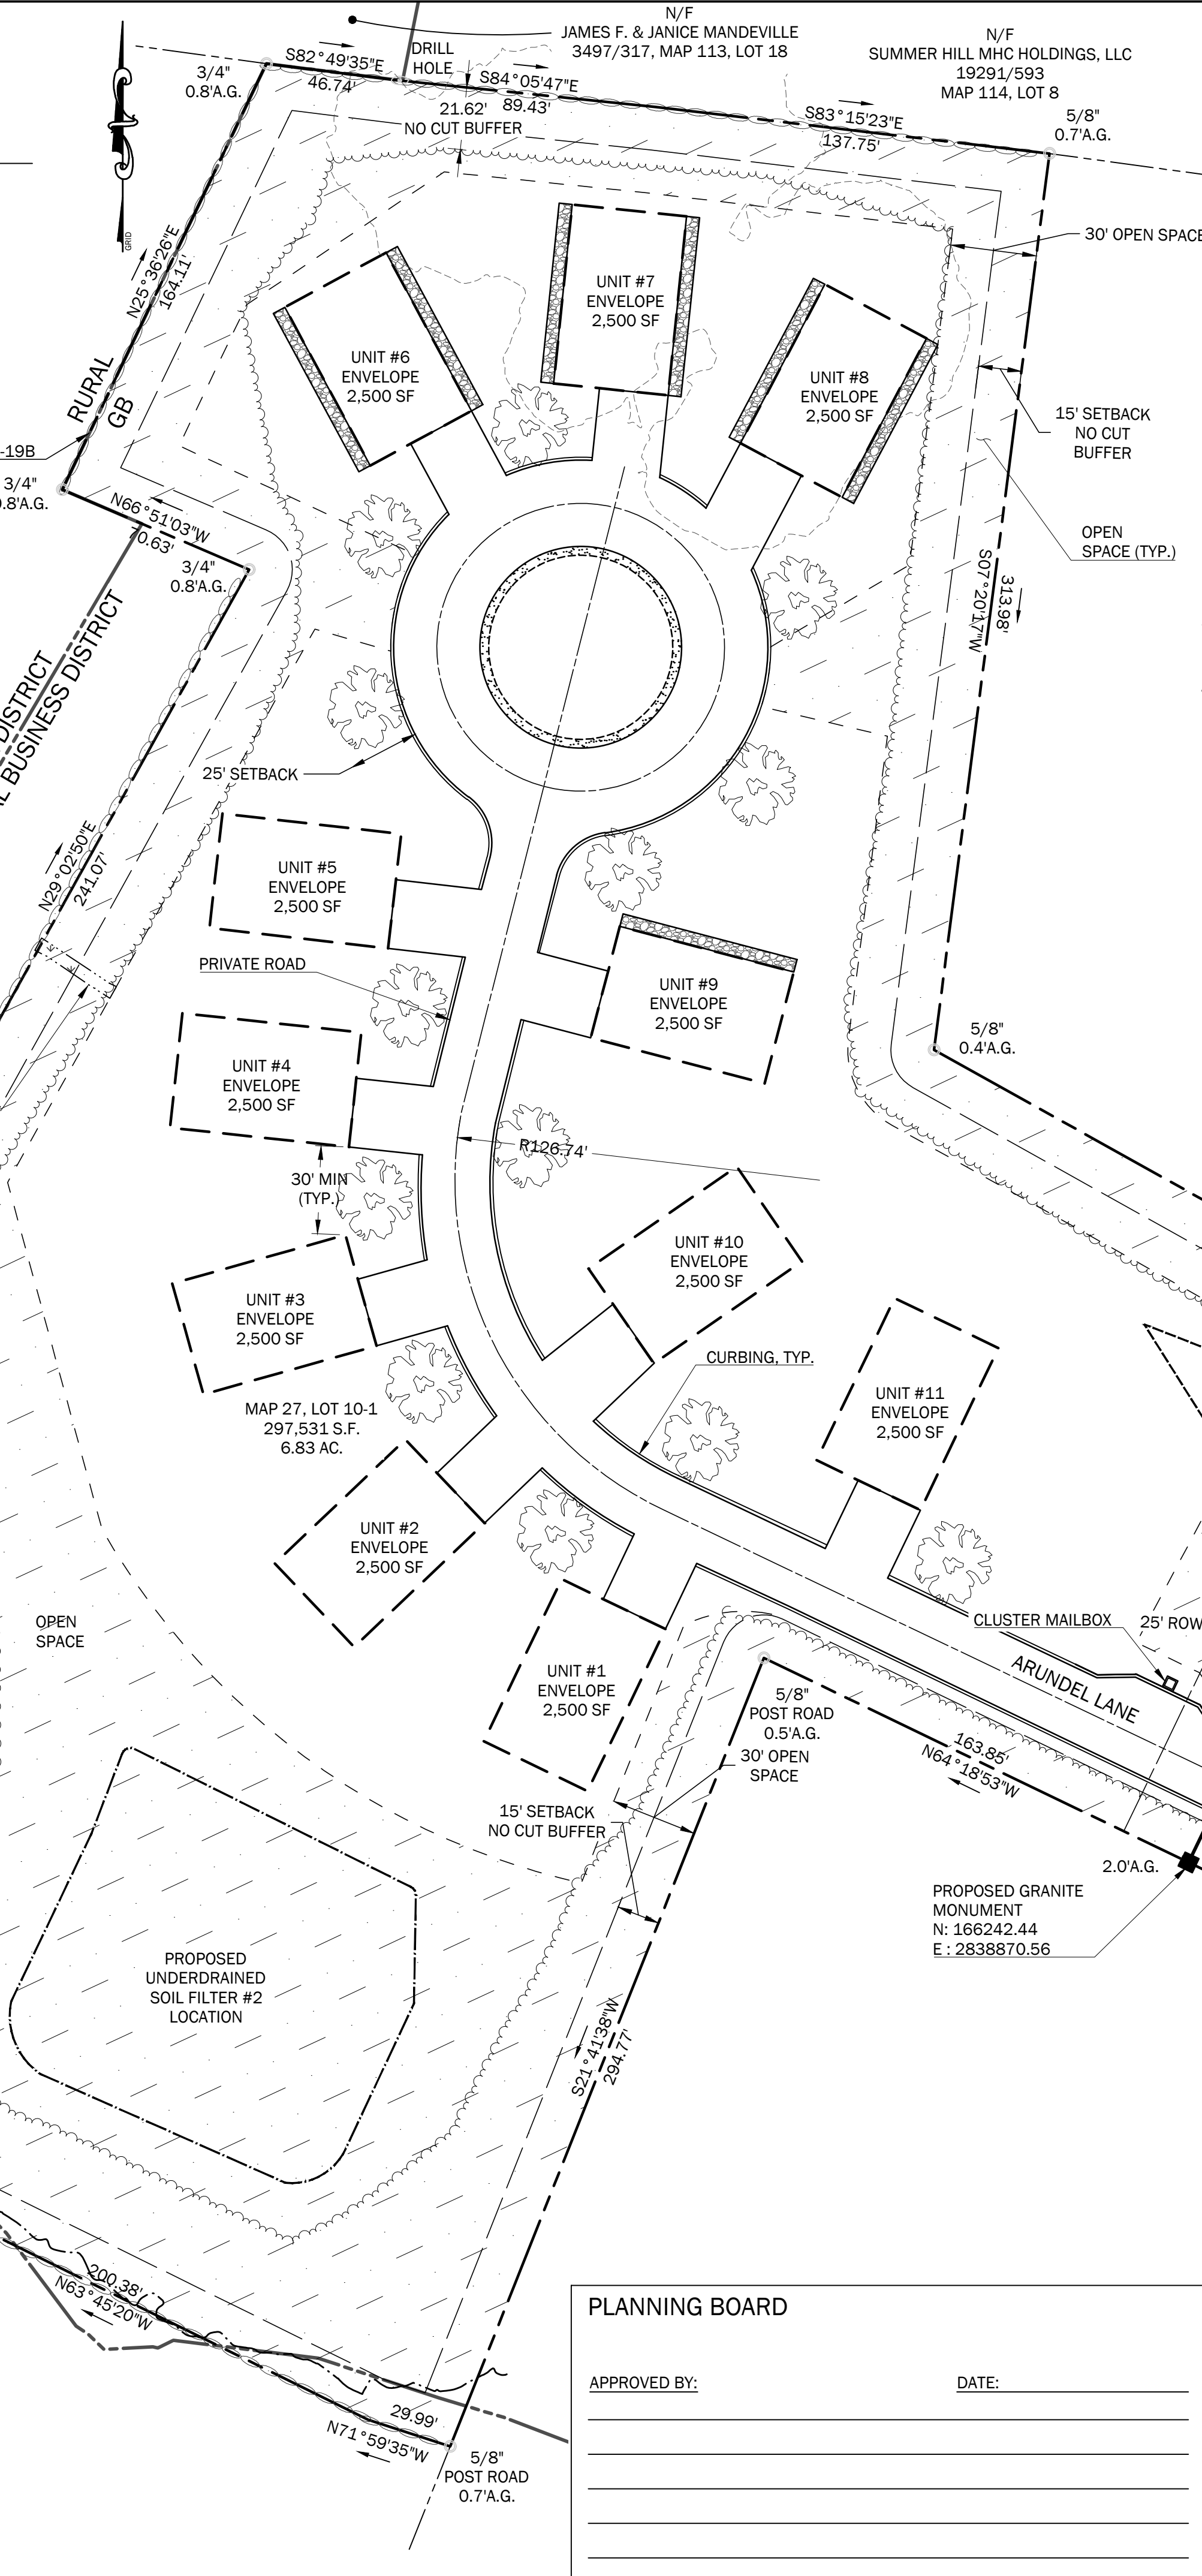 N/F
JAMES F. & JANICE MANDEVILLE
3497/317, MAP 113, LOT 18
N/F
SUMMER HILL MHC HOLDINGS, LLC
19291/593
MAP 114, LOT 8
3/4"
0.8'A.G.
S82°49'35"E
46.74'
DRILL
HOLE
S84°05'47"E
89.43'
21.62'
NO CUT BUFFER
S83°15'23"E
137.75'
5/8"
0.7'A.G.
GRID
30' OPEN SPACE
N25°36'26"E
164.11'
UNIT #7
ENVELOPE
2,500 SF
UNIT #6
ENVELOPE
2,500 SF
UNIT #8
ENVELOPE
2,500 SF
RURAL
GB
15' SETBACK
NO CUT
BUFFER
-19B
3/4"
0.8'A.G.
N66°51'03"W
70.63'
3/4"
0.8'A.G.
OPEN
SPACE (TYP.)
S07°20'17"W
313.98'
DISTRICT
L BUSINESS DISTRICT
25' SETBACK
N29°02'50"E
241.07'
UNIT #5
ENVELOPE
2,500 SF
PRIVATE ROAD
UNIT #9
ENVELOPE
2,500 SF
5/8"
0.4'A.G.
UNIT #4
ENVELOPE
2,500 SF
R126.74'
30' MIN
(TYP.)
UNIT #10
ENVELOPE
2,500 SF
UNIT #3
ENVELOPE
2,500 SF
CURBING, TYP.
UNIT #11
ENVELOPE
2,500 SF
MAP 27, LOT 10-1
297,531 S.F.
6.83 AC.
UNIT #2
ENVELOPE
2,500 SF
OPEN
SPACE
CLUSTER MAILBOX
25' ROW
UNIT #1
ENVELOPE
2,500 SF
ARUNDEL LANE
5/8"
POST ROAD
0.5'A.G.
163.85'
N64°18'53"W
30' OPEN
SPACE
15' SETBACK
NO CUT BUFFER
2.0'A.G.
PROPOSED GRANITE
MONUMENT
N: 166242.44
E : 2838870.56
PROPOSED
UNDERDRAINED
SOIL FILTER #2
LOCATION
S21°41'38"W
294.77'
200.38'
N63°45'20"W
29.99'
N71°59'35"W
5/8"
POST ROAD
0.7'A.G.
PLANNING BOARD
APPROVED BY:
DATE: